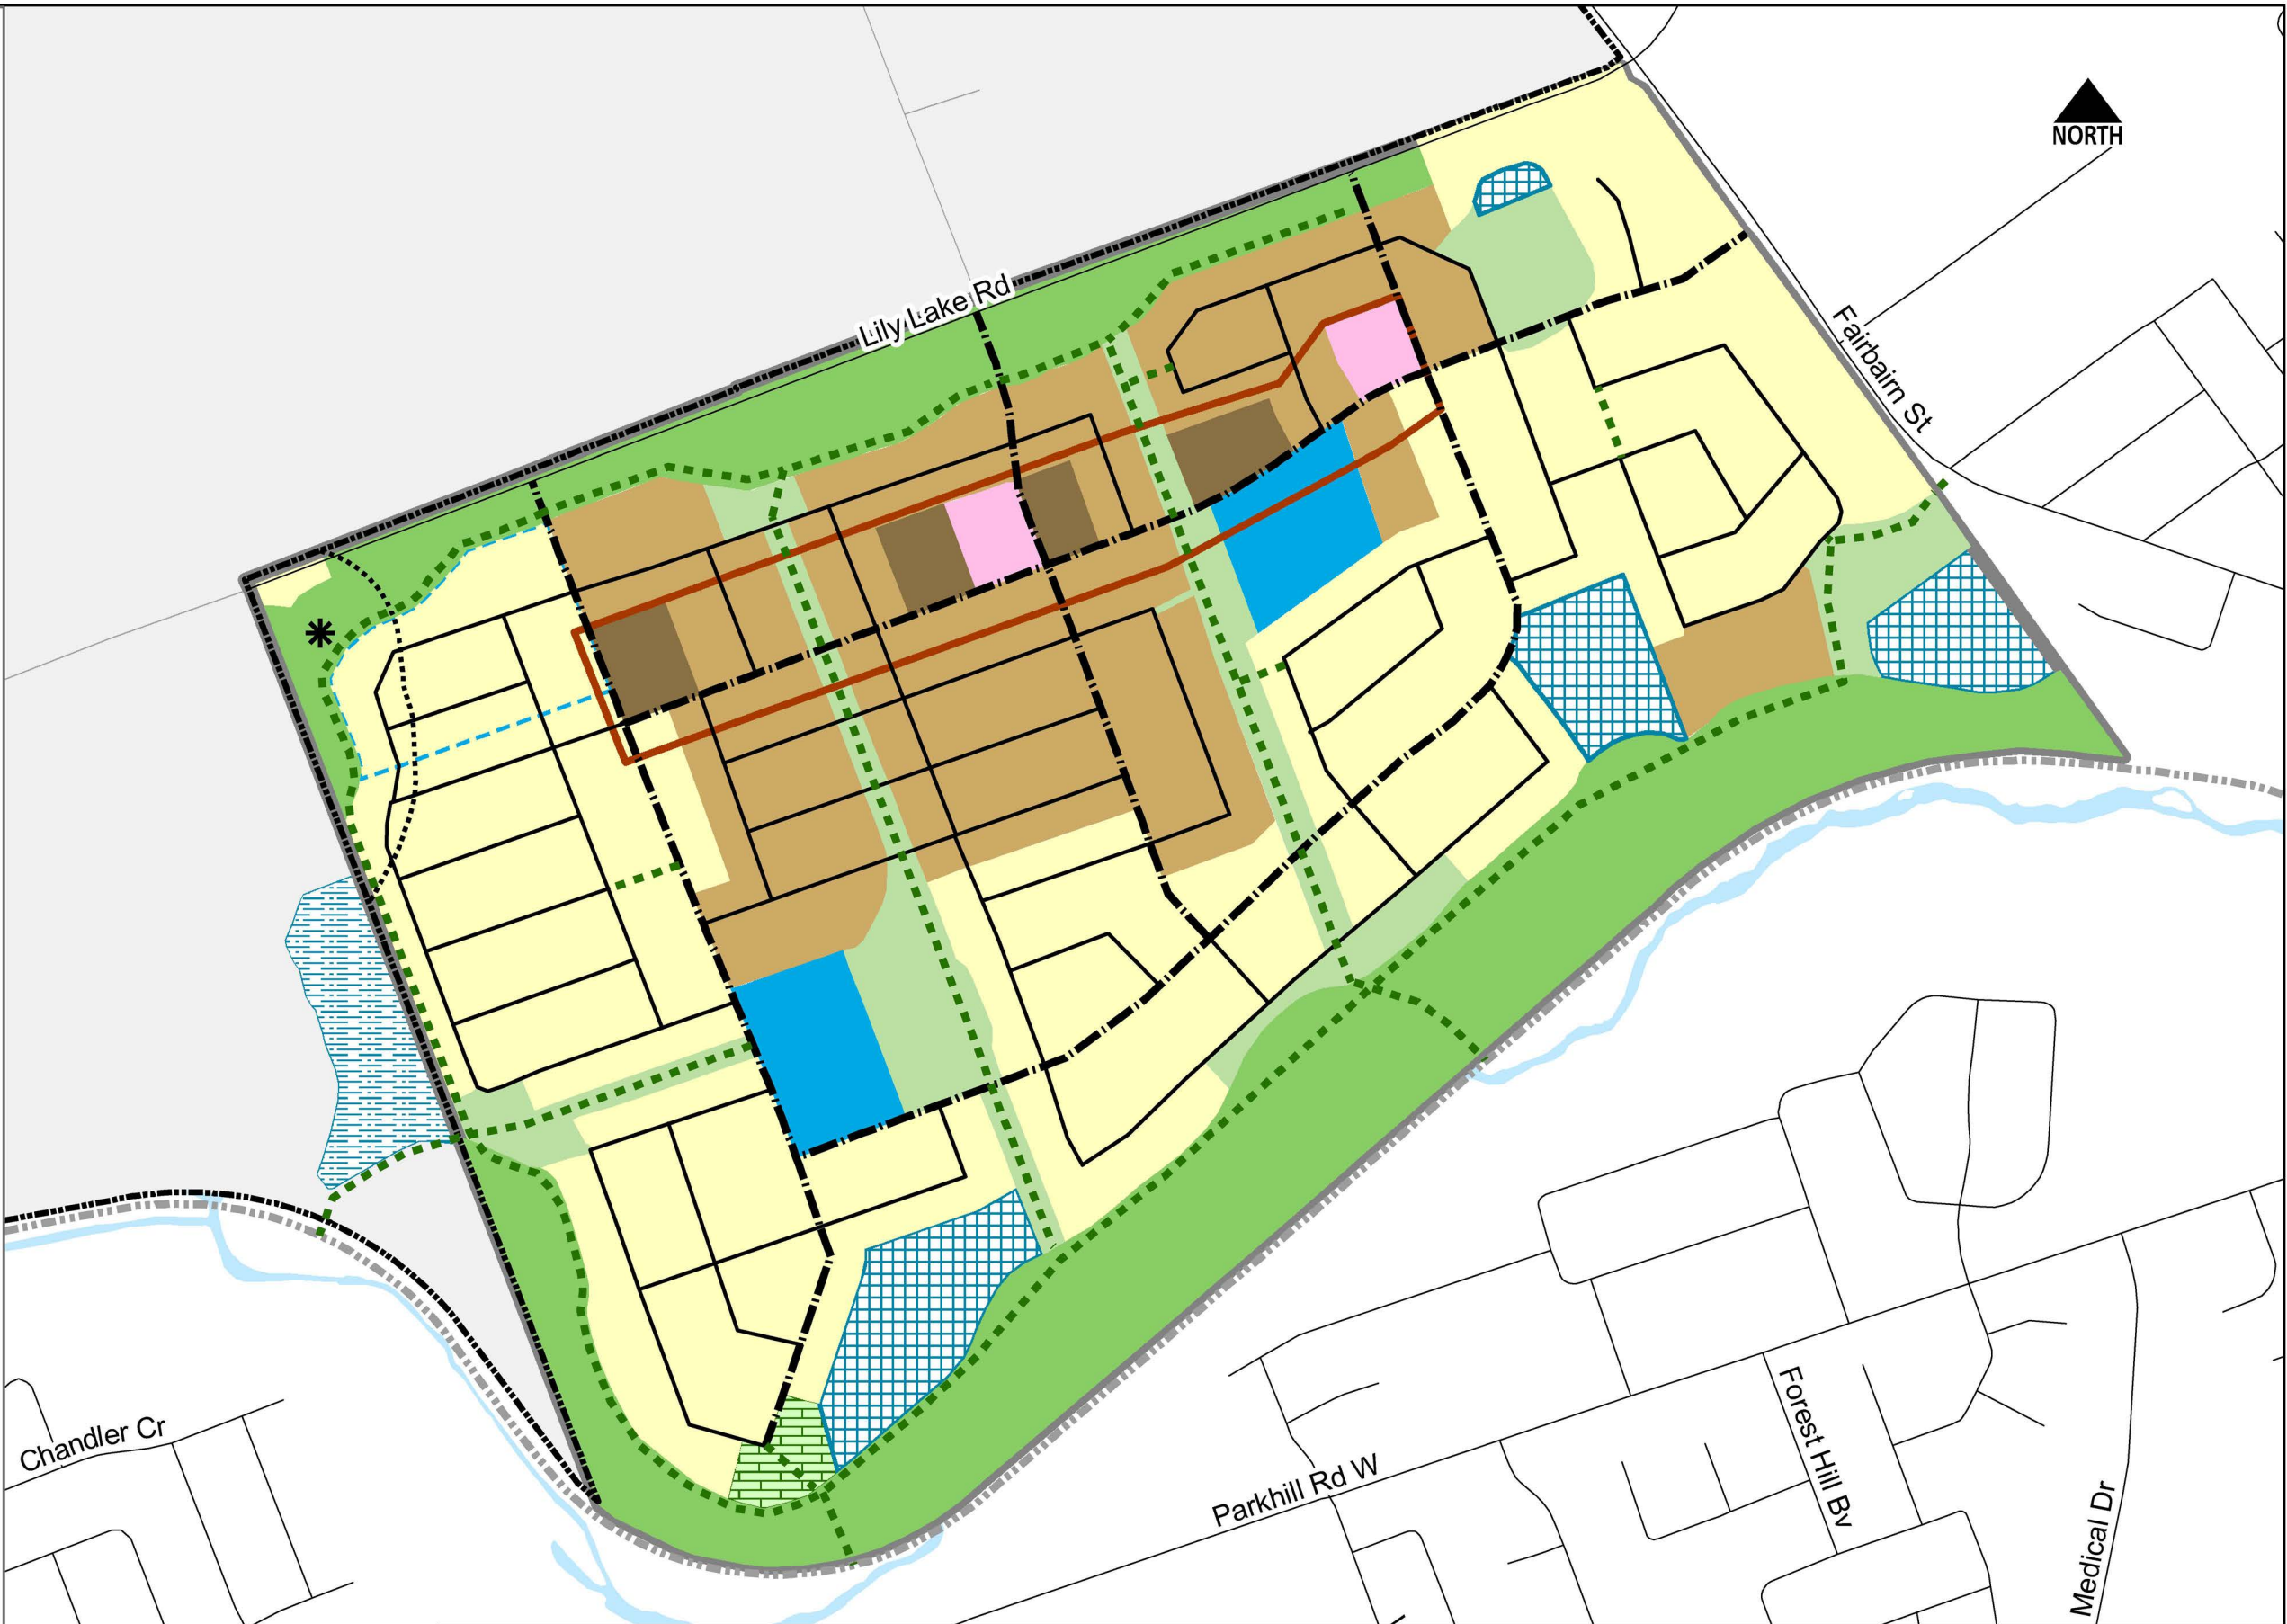 NORTH
Lily Lake Rd
Fairbairn St
Chandler Cr
Parkhill Rd W
Forest Hill Bv
Medical Dr